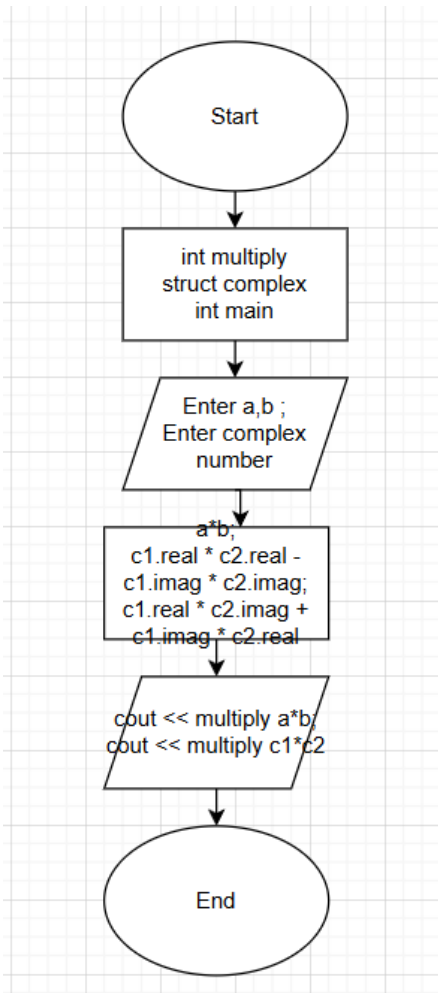 Start
int multiply
struct complex
int main
Enter a,b ;
Enter complex
number
a*b;
c1.real * c2.real -
c1.imag * c2.imag;
c1.real * c2.imag +
c1.imag * c2.real
cout << multiply a*b;
cout << multiply c1*c2
End